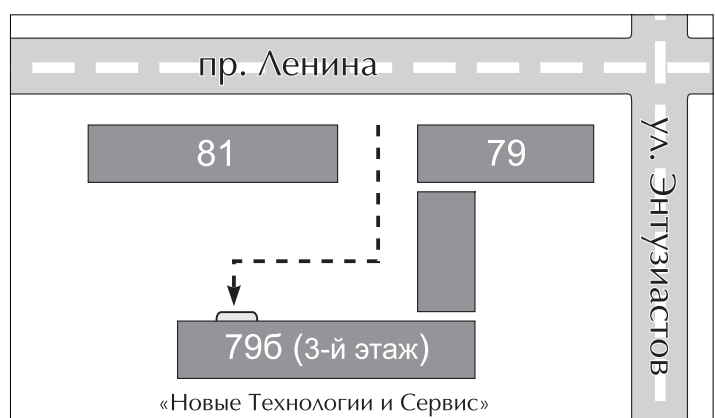 пр. Ленина
81
79
ул. Энтузиастов
79б (3-й этаж)
«Новые Технологии и Сервис»